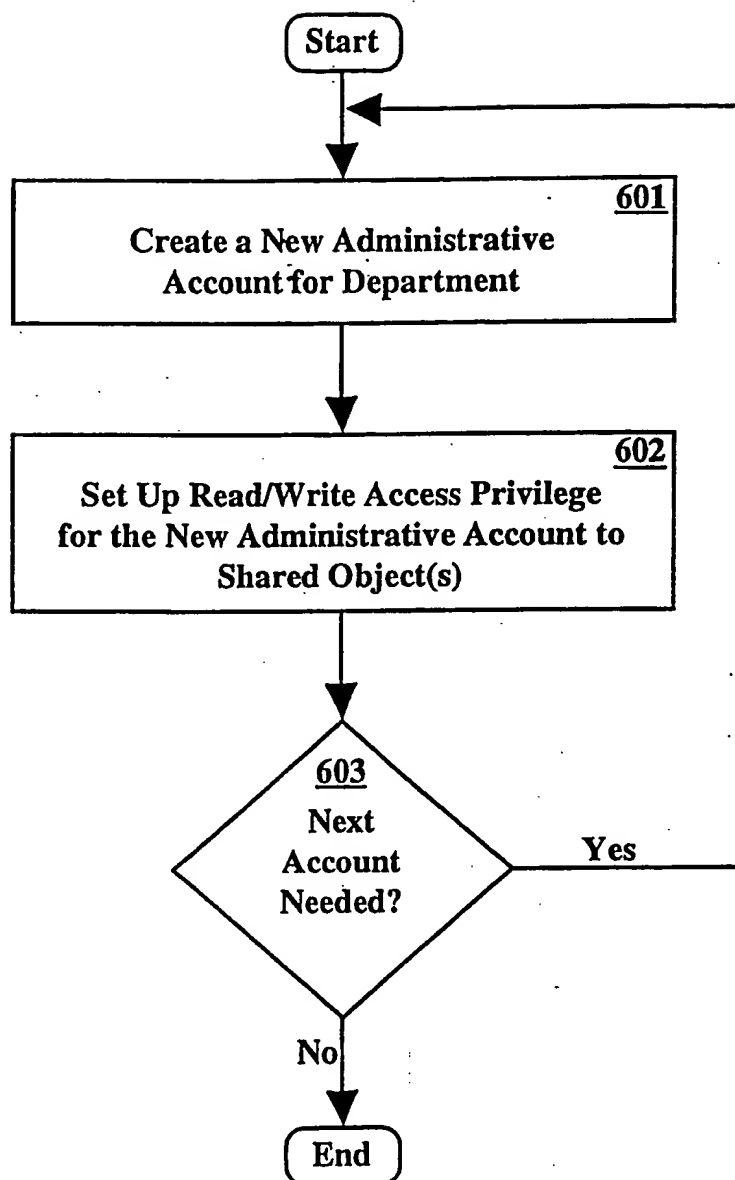 Start
601
Create a New Administrative
Account for Department
602
Set Up Read/Write Access Privilege
for the New Administrative Account to
Shared Object(s)
603
Next
Account
Needed?
Yes
No
End